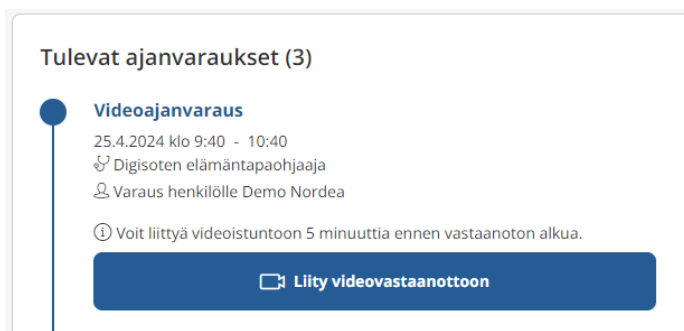 Tulevat ajanvaraukset (3)
Videoajanvaraus
25.4.2024 klo 9:40 - 10:40
Digisoten elämäntapaohjaaja
Varaus henkilölle Demo Nordea
Voit liittyä videoistuntoon 5 minuuttia ennen vastaanoton alkua.
Liity videovastaanottoon